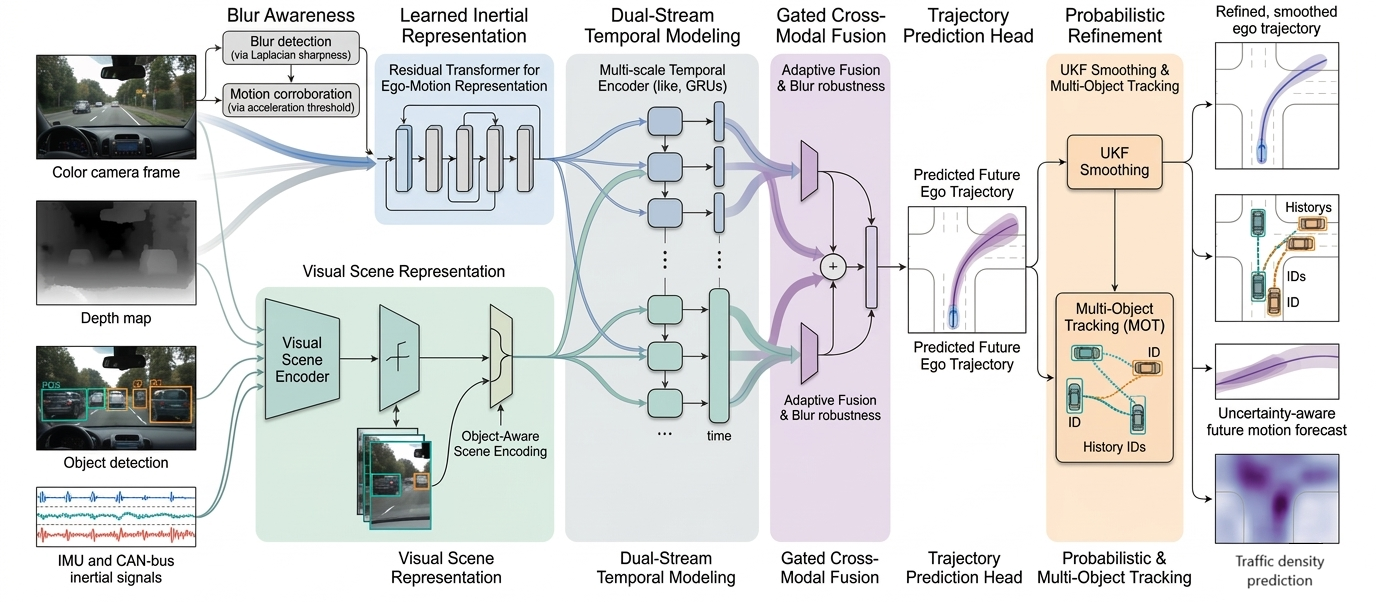 Blur Awareness
Blur detection
(via Laplacian sharpness)
Motion corroboration
(via acceleration threshold)
Color camera frame
Depth map
POS
Object detection
IMU and CAN-bus
inertial signals
Learned Inertial
Representation
Residual Transformer for
Ego-Motion Representation
Visual Scene Representation
Visual
Scene
Encoder
Object-Aware
Scene Encoding
Visual Scene
Representation
Dual-Stream
Temporal Modeling
Multi-scale Temporal
Encoder (like, GRUs)
time
Dual-Stream
Temporal Modeling
Gated Cross-
Modal Fusion
Adaptive Fusion
& Blur robustness
+
Adaptive Fusion
& Blur robustness
Gated Cross-
Modal Fusion
Trajectory
Prediction Head
Predicted Future
Ego Trajectory
Predicted Future
Ego Trajectory
Trajectory
Prediction Head
Probabilistic
Refinement
UKF Smoothing &
Multi-Object Tracking
UKF
Smoothing
Multi-Object
Tracking (MOT)
ID
ID
History IDs
Probabilistic &
Multi-Object Tracking
Refined, smoothed
ego trajectory
Historys
IDs
ID
Uncertainty-aware
future motion forecast
Traffic density
prediction